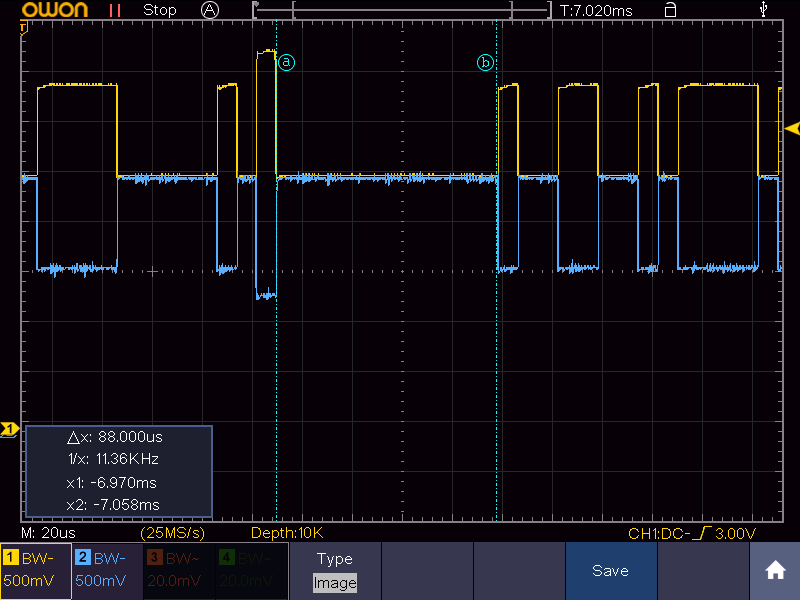 OWON Stop A T:7.020ms
T
a b
1
△x: 88.000us
1/x: 11.36KHz
x1: -6.970ms
x2: -7.058ms
M: 20us (25MS/s) Depth:10K CH1:DC- 3.00V
1 BW~ 2 BW~ 3 BW~ 4 BW~ Type Save
500mV 500mV 20.0mV 20.0mV Image